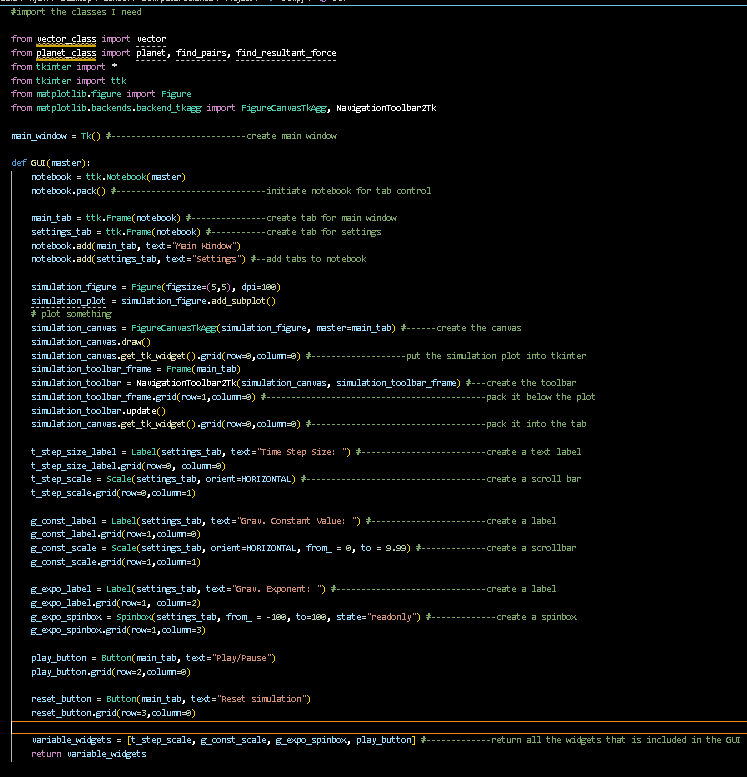 #import the classes I need
from vector_class import vector
from planet_class import planet, find_pairs, find_resultant_force
from tkinter import *
from tkinter import ttk
from matplotlib.figure import Figure
from matplotlib.backends.backend_tkagg import FigureCanvasTkAgg, NavigationToolbar2Tk
main_window = Tk() #---------------------------create main window
def GUI(master):
notebook = ttk.Notebook(master)
notebook.pack() #------------------------------initiate notebook for tab control
main_tab = ttk.Frame(notebook) #---------------create tab for main window
settings_tab = ttk.Frame(notebook) #-----------create tab for settings
notebook.add(main_tab, text="Main Window")
notebook.add(settings_tab, text="Settings") #--add tabs to notebook
simulation_figure = Figure(figsize=(5,5), dpi=100)
simulation_plot = simulation_figure.add_subplot()
# plot something
simulation_canvas = FigureCanvasTkAgg(simulation_figure, master=main_tab) #------create the canvas
simulation_canvas.draw()
simulation_canvas.get_tk_widget().grid(row=0,column=0) #-------------------put the simulation plot into tkinter
simulation_toolbar_frame = Frame(main_tab)
simulation_toolbar = NavigationToolbar2Tk(simulation_canvas, simulation_toolbar_frame) #---create the toolbar
simulation_toolbar_frame.grid(row=1,column=0) #--------------------------------------------pack it below the plot
simulation_toolbar.update()
simulation_canvas.get_tk_widget().grid(row=0,column=0) #-----------------------------------pack it into the tab
t_step_size_label = Label(settings_tab, text="Time Step Size: ") #-------------------------create a text label
t_step_size_label.grid(row=0, column=0)
t_step_scale = Scale(settings_tab, orient=HORIZONTAL) #------------------------------------create a scroll bar
t_step_scale.grid(row=0,column=1)
g_const_label = Label(settings_tab, text="Grav. Constant Value: ") #-----------------------create a label
g_const_label.grid(row=1,column=0)
g_const_scale = Scale(settings_tab, orient=HORIZONTAL, from_ = 0, to = 9.99) #-------------create a scrollbar
g_const_scale.grid(row=1,column=1)
g_expo_label = Label(settings_tab, text="Grav. Exponent: ") #------------------------------create a label
g_expo_label.grid(row=1, column=2)
g_expo_spinbox = Spinbox(settings_tab, from_ = -100, to=100, state="readonly") #-------------create a spinbox
g_expo_spinbox.grid(row=1,column=3)
play_button = Button(main_tab, text="Play/Pause")
play_button.grid(row=2,column=0)
reset_button = Button(main_tab, text="Reset simulation")
reset_button.grid(row=3,column=0)
variable_widgets = [t_step_scale, g_const_scale, g_expo_spinbox, play_button] #-------------return all the widgets that is included in the GUI
return variable_widgets